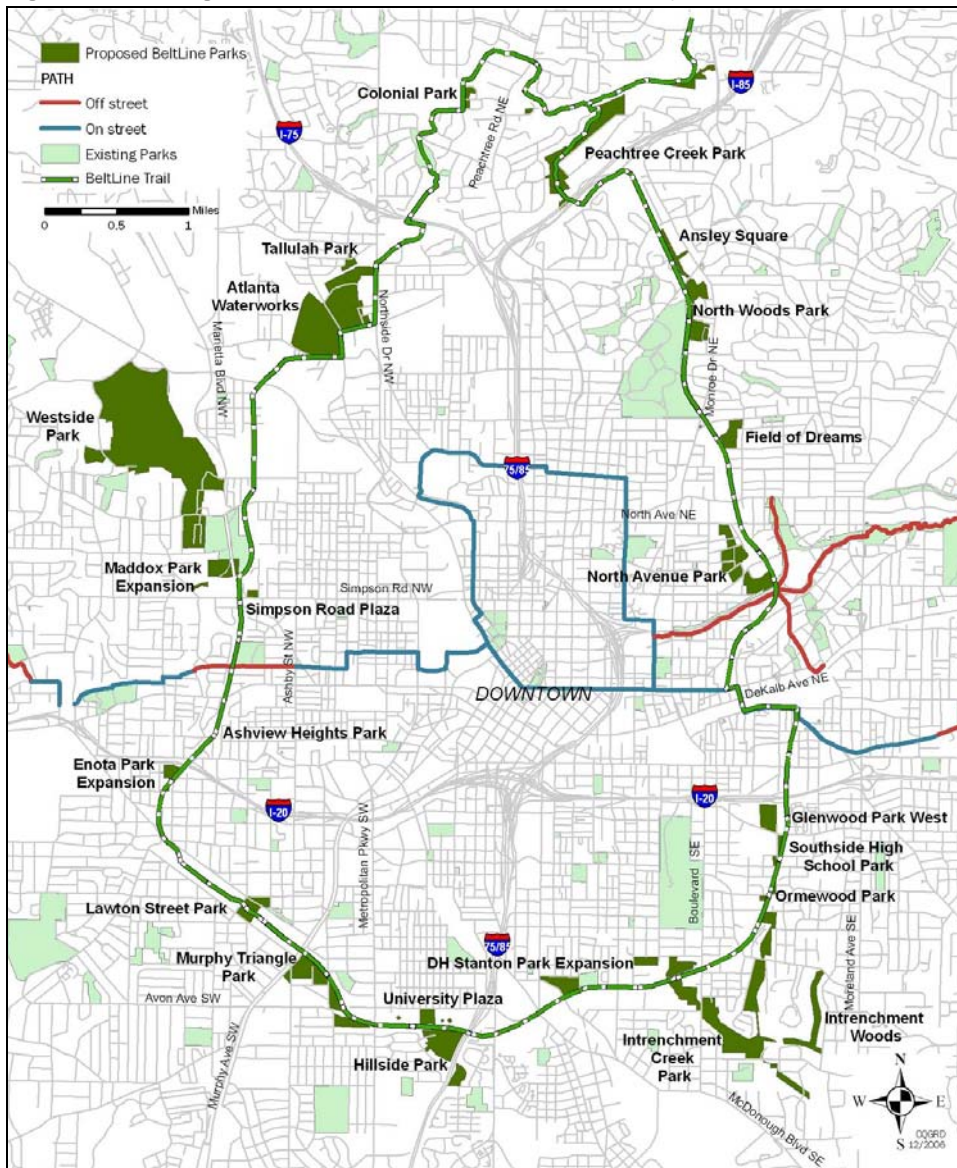 Proposed BeltLine Parks
PATH
Off street
On street
Existing Parks
BeltLine Trail
Miles
0 0.5 1
I-75
I-85
Colonial Park
Peachtree Rd NE
Peachtree Creek Park
Tallulah Park
Ansley Square
Atlanta
Waterworks
Northside Dr NW
North Woods Park
Marietta Blvd NW
Monroe Dr NE
Westside
Park
Field of Dreams
75/85
North Ave NE
Maddox Park
Expansion
Simpson Rd NW
North Avenue Park
Simpson Road Plaza
Ashby St NW
DOWNTOWN
DeKalb Ave NE
Ashview Heights Park
Enota Park
Expansion
I-20
I-20
Glenwood Park West
Southside High
School Park
Metropolitan Pkwy SW
Boulevard SE
Ormewood Park
Lawton Street Park
Moreland Ave SE
Murphy Triangle
Park
75/85
DH Stanton Park Expansion
Avon Ave SW
University Plaza
Intrenchment
Woods
Intrenchment
Creek
Park
Hillside Park
Murphy Ave SW
McDonough Blvd SE
N
W E
S
12/2006